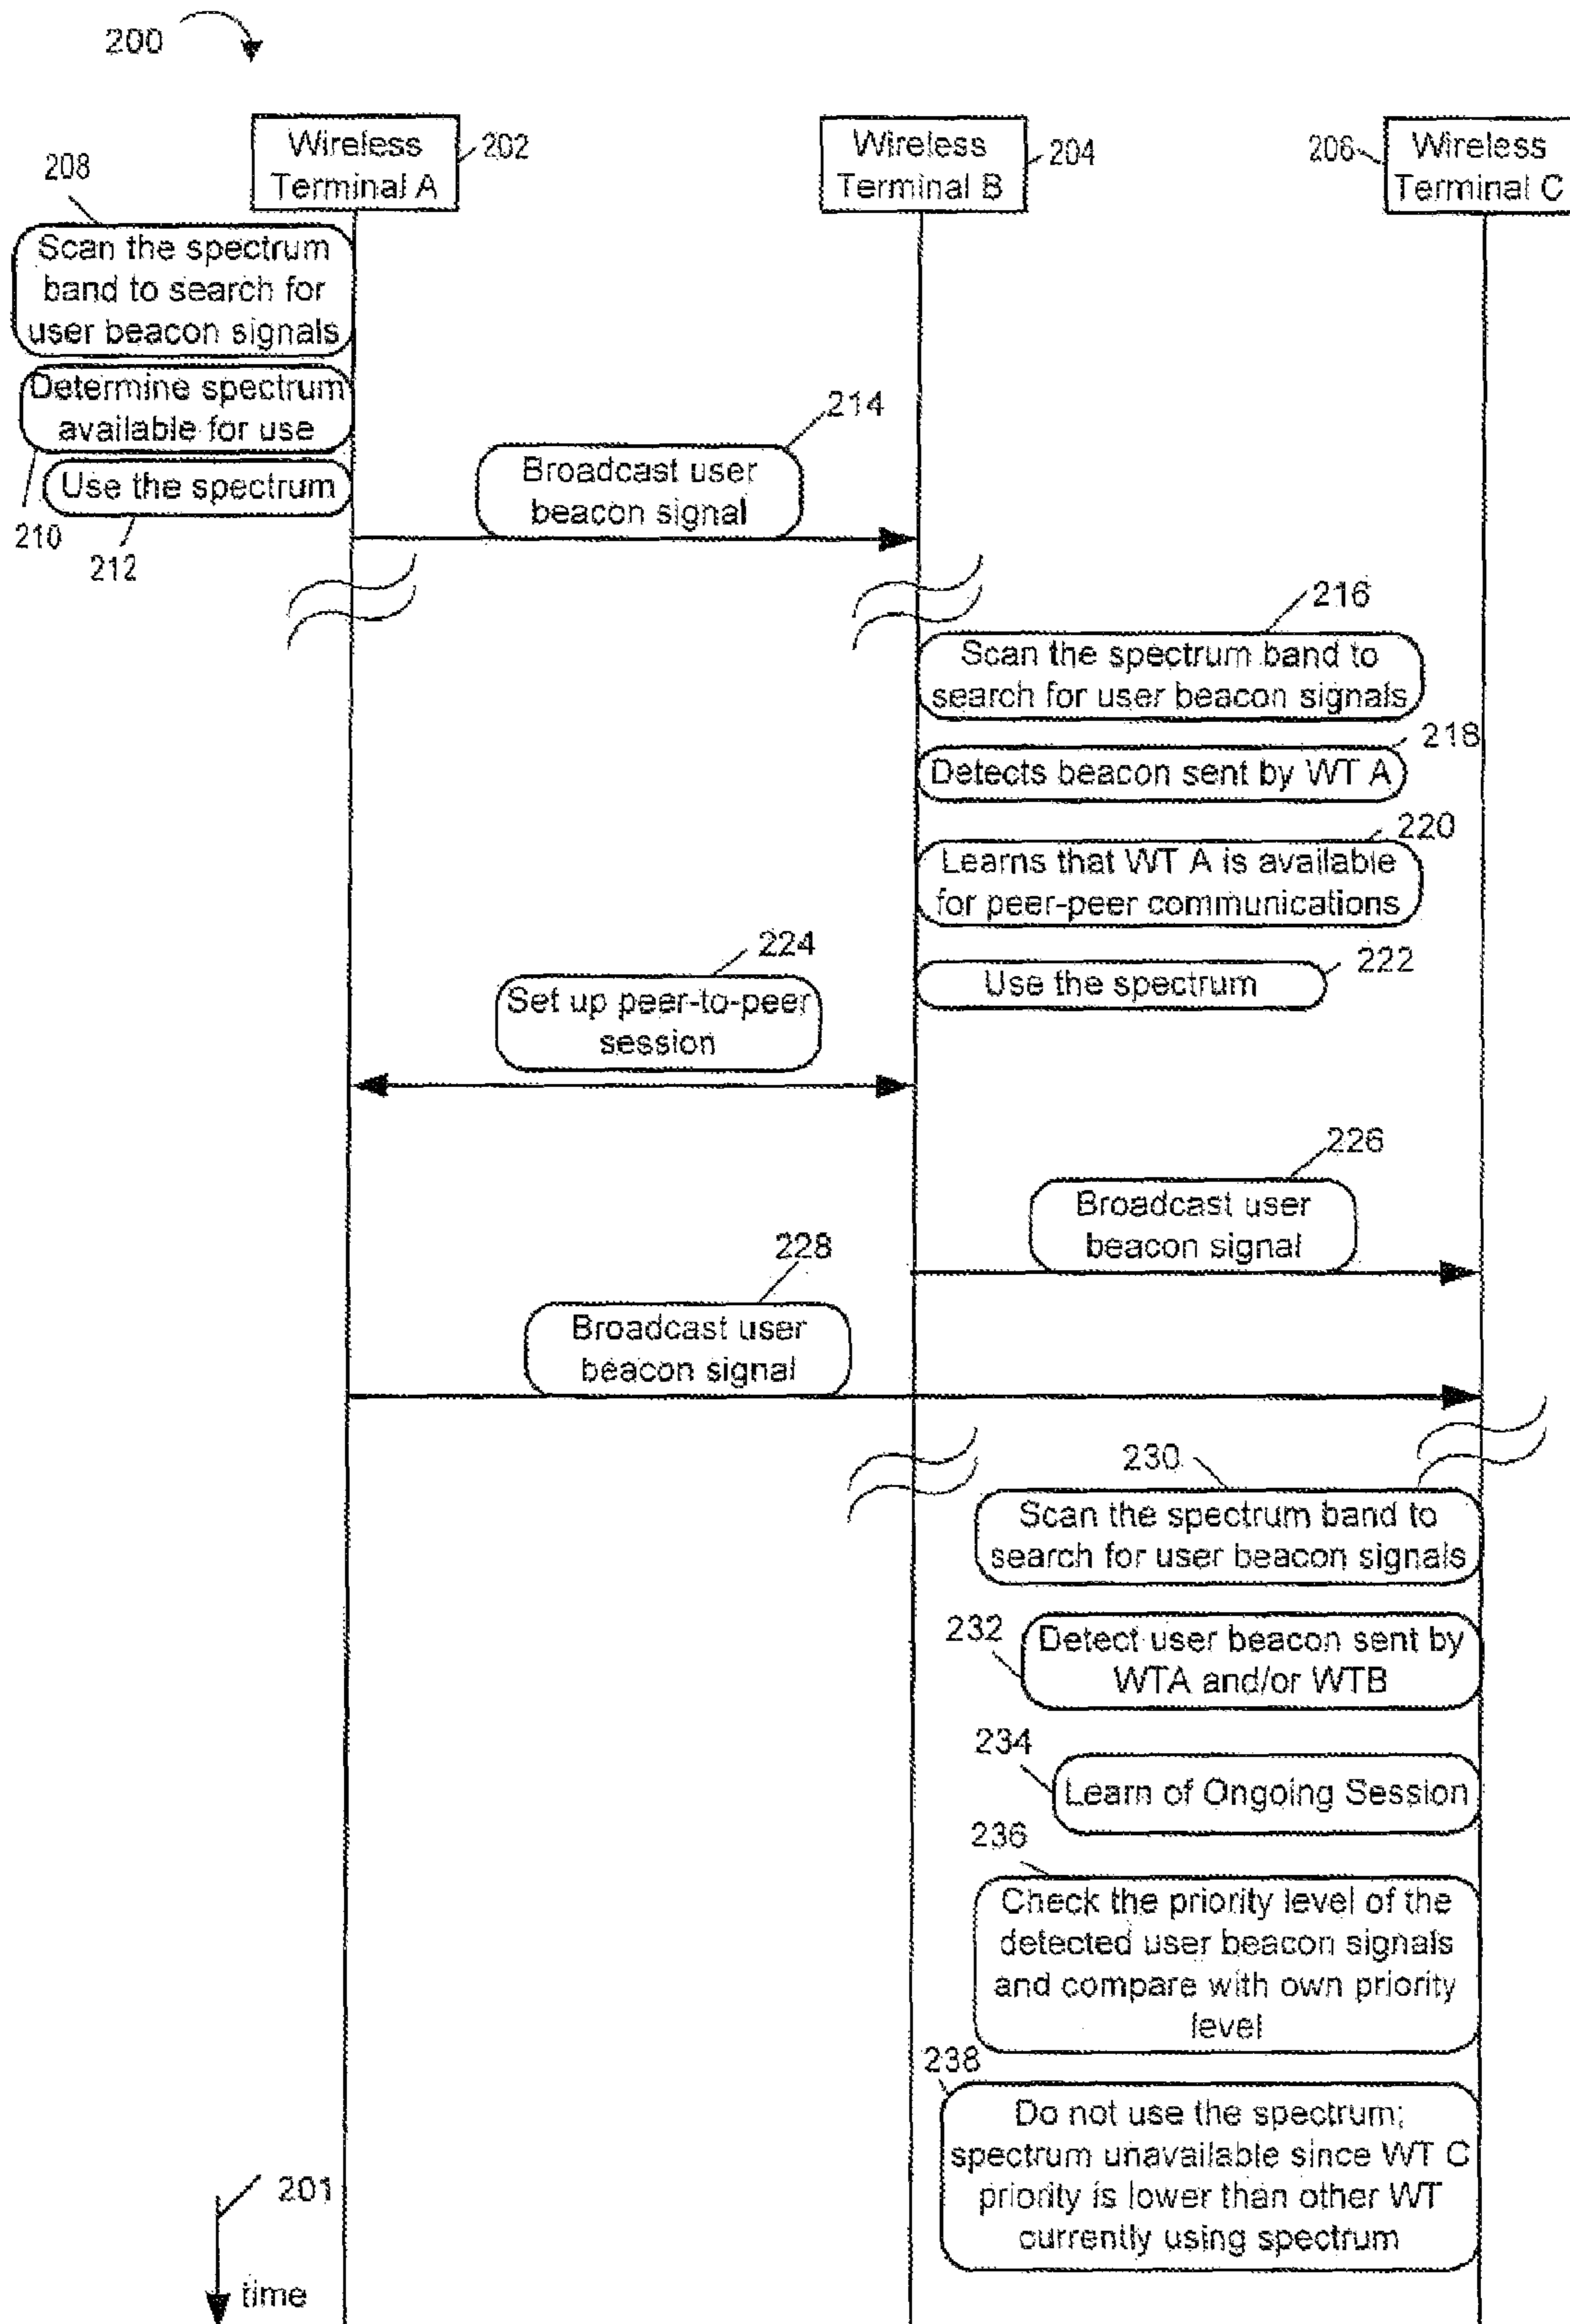 200
Wireless
Terminal A
202
Wireless
Terminal B
204
206
Wireless
Terminal C
208
Scan the spectrum
band to search for
user beacon signals
Determine spectrum
available for use
Use the spectrum
210
212
214
Broadcast user
beacon signal
216
Scan the spectrum band to
search for user beacon signals
218
Detects beacon sent by WT A
220
Learns that WT A is available
for peer-peer communications
222
Use the spectrum
224
Set up peer-to-peer
session
226
Broadcast user
beacon signal
228
Broadcast user
beacon signal
230
Scan the spectrum band to
search for user beacon signals
232
Detect user beacon sent by
WTA and/or WTB
234
Learn of Ongoing Session
236
Check the priority level of the
detected user beacon signals
and compare with own priority
level
238
Do not use the spectrum;
spectrum unavailable since WT C
priority is lower than other WT
currently using spectrum
201
time